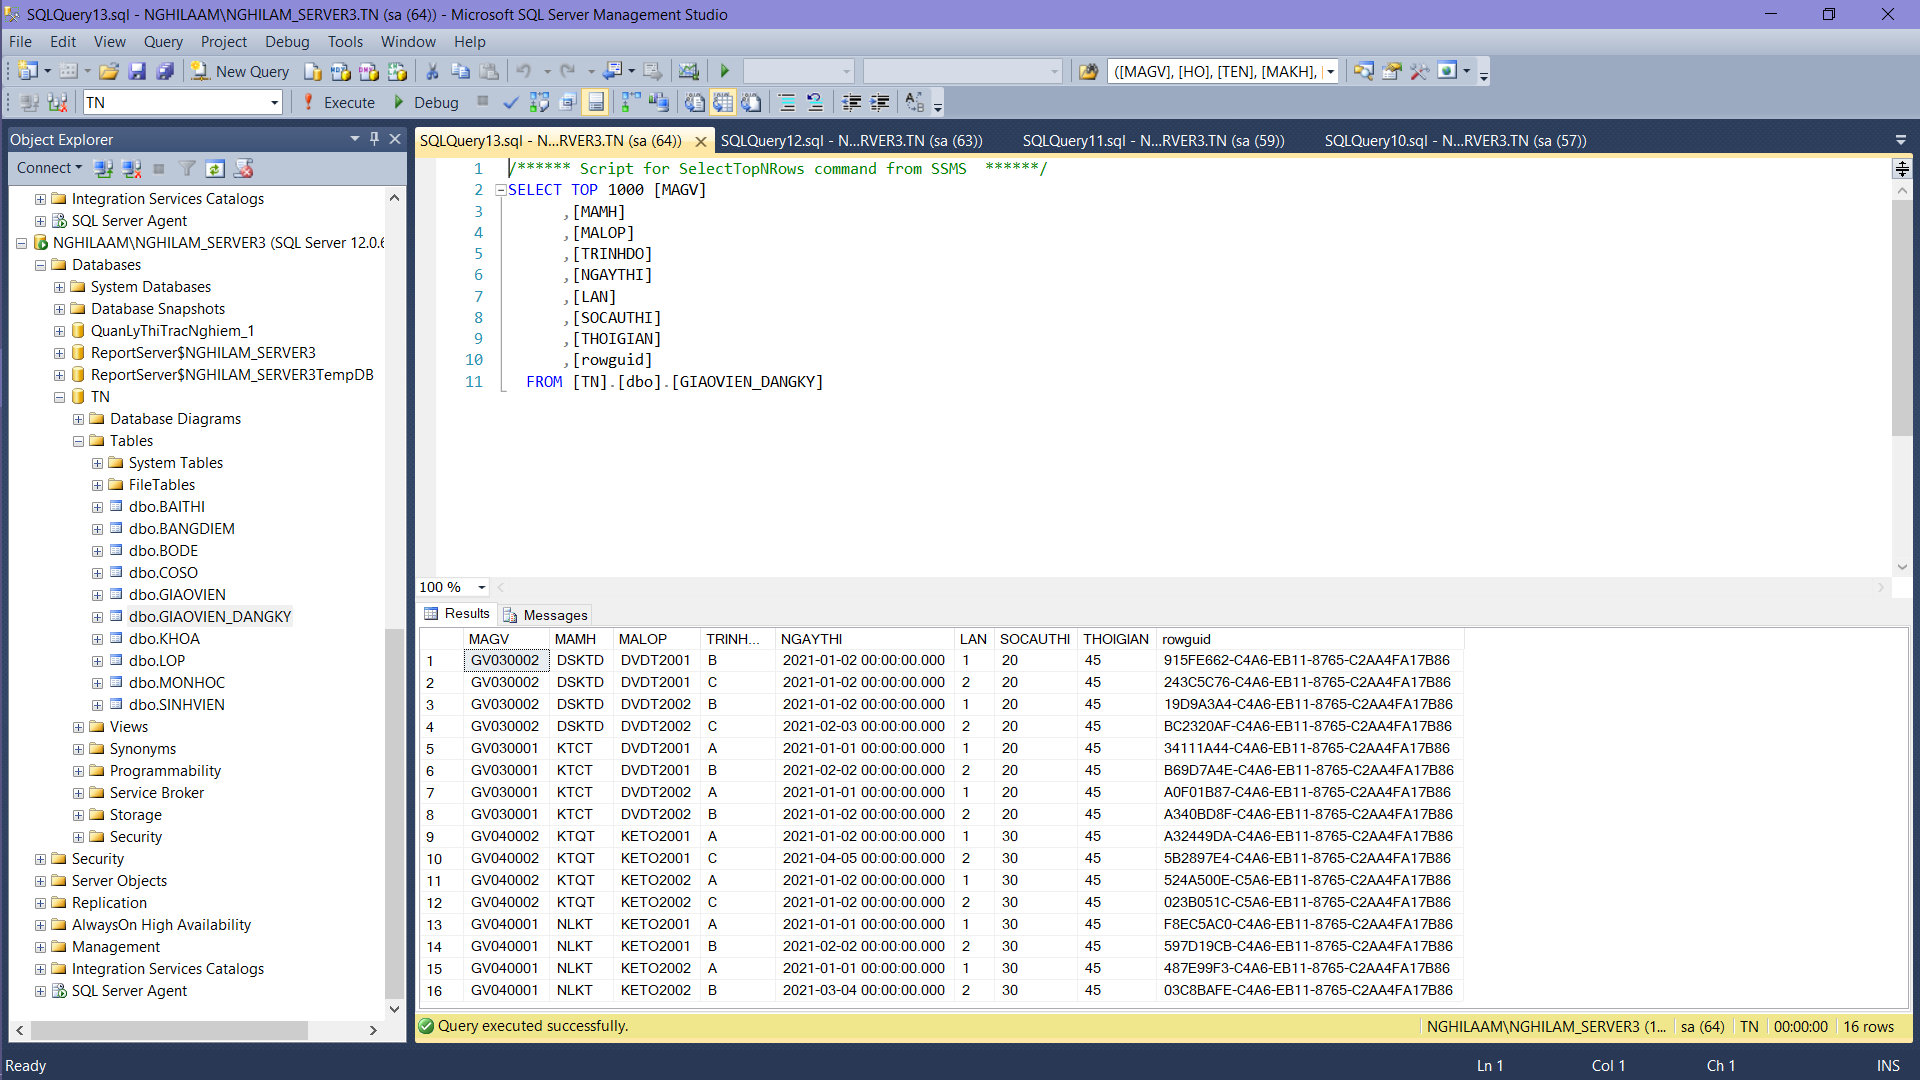 SQLQuery13.sql - NGHILAAM\NGHILAM_SERVER3.TN (sa (64)) - Microsoft SQL Server Management Studio
File Edit View Query Project Debug Tools Window Help
New Query ([MAGV], [HO], [TEN], [MAKH], [
TN Execute Debug
Object Explorer
Connect
Integration Services Catalogs
SQL Server Agent
NGHILAAM\NGHILAM_SERVER3 (SQL Server 12.0.6
Databases
System Databases
Database Snapshots
QuanLyThiTracNghiem_1
ReportServer$NGHILAM_SERVER3
ReportServer$NGHILAM_SERVER3TempDB
TN
Database Diagrams
Tables
System Tables
FileTables
dbo.BAITHI
dbo.BANGDIEM
dbo.BODE
dbo.COSO
dbo.GIAOVIEN
dbo.GIAOVIEN_DANGKY
dbo.KHOA
dbo.LOP
dbo.MONHOC
dbo.SINHVIEN
Views
Synonyms
Programmability
Service Broker
Storage
Security
Security
Server Objects
Replication
AlwaysOn High Availability
Management
Integration Services Catalogs
SQL Server Agent
SQLQuery13.sql - N...RVER3.TN (sa (64)) SQLQuery12.sql - N...RVER3.TN (sa (63)) SQLQuery11.sql - N...RVER3.TN (sa (59)) SQLQuery10.sql - N...RVER3.TN (sa (57))
1 /****** Script for SelectTopNRows command from SSMS ******/
2 SELECT TOP 1000 [MAGV]
3 ,[MAMH]
4 ,[MALOP]
5 ,[TRINHDO]
6 ,[NGAYTHI]
7 ,[LAN]
8 ,[SOCAUTHI]
9 ,[THOIGIAN]
10 ,[rowguid]
11 FROM [TN].[dbo].[GIAOVIEN_DANGKY]
100 %
Results Messages
MAGV MAMH MALOP TRINH... NGAYTHI LAN SOCAUTHI THOIGIAN rowguid
1 GV030002 DSKTD DVDT2001 B 2021-01-02 00:00:00.000 1 20 45 915FE662-C4A6-EB11-8765-C2AA4FA17B86
2 GV030002 DSKTD DVDT2001 C 2021-01-02 00:00:00.000 2 20 45 243C5C76-C4A6-EB11-8765-C2AA4FA17B86
3 GV030002 DSKTD DVDT2002 B 2021-01-02 00:00:00.000 1 20 45 19D9A3A4-C4A6-EB11-8765-C2AA4FA17B86
4 GV030002 DSKTD DVDT2002 C 2021-02-03 00:00:00.000 2 20 45 BC2320AF-C4A6-EB11-8765-C2AA4FA17B86
5 GV030001 KTCT DVDT2001 A 2021-01-01 00:00:00.000 1 20 45 34111A44-C4A6-EB11-8765-C2AA4FA17B86
6 GV030001 KTCT DVDT2001 B 2021-02-02 00:00:00.000 2 20 45 B69D7A4E-C4A6-EB11-8765-C2AA4FA17B86
7 GV030001 KTCT DVDT2002 A 2021-01-01 00:00:00.000 1 20 45 A0F01B87-C4A6-EB11-8765-C2AA4FA17B86
8 GV030001 KTCT DVDT2002 B 2021-01-02 00:00:00.000 2 20 45 A340BD8F-C4A6-EB11-8765-C2AA4FA17B86
9 GV040002 KTQT KETO2001 A 2021-01-02 00:00:00.000 1 30 45 A32449DA-C4A6-EB11-8765-C2AA4FA17B86
10 GV040002 KTQT KETO2001 C 2021-04-05 00:00:00.000 2 30 45 5B2897E4-C4A6-EB11-8765-C2AA4FA17B86
11 GV040002 KTQT KETO2002 A 2021-01-02 00:00:00.000 1 30 45 524A500E-C5A6-EB11-8765-C2AA4FA17B86
12 GV040002 KTQT KETO2002 C 2021-01-02 00:00:00.000 2 30 45 023B051C-C5A6-EB11-8765-C2AA4FA17B86
13 GV040001 NLKT KETO2001 A 2021-01-01 00:00:00.000 1 30 45 F8EC5AC0-C4A6-EB11-8765-C2AA4FA17B86
14 GV040001 NLKT KETO2001 B 2021-02-02 00:00:00.000 2 30 45 597D19CB-C4A6-EB11-8765-C2AA4FA17B86
15 GV040001 NLKT KETO2002 A 2021-01-01 00:00:00.000 1 30 45 487E99F3-C4A6-EB11-8765-C2AA4FA17B86
16 GV040001 NLKT KETO2002 B 2021-03-04 00:00:00.000 2 30 45 03C8BAFE-C4A6-EB11-8765-C2AA4FA17B86
Query executed successfully. NGHILAAM\NGHILAM_SERVER3 (1... sa (64) TN 00:00:00 16 rows
Ready Ln 1 Col 1 Ch 1 INS